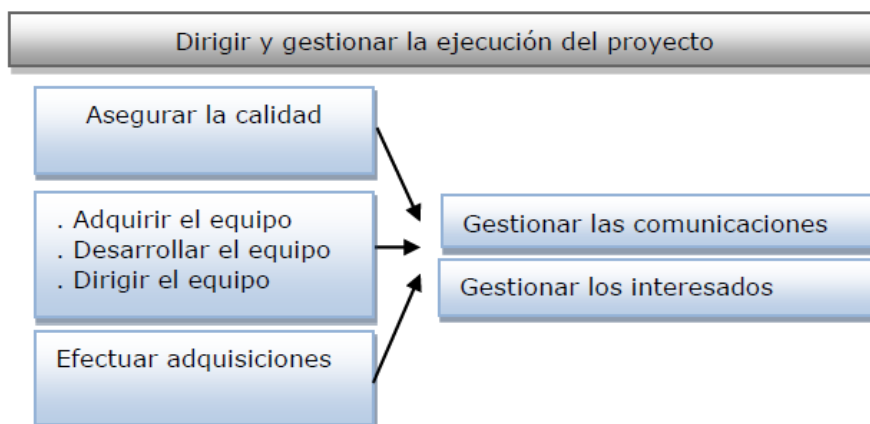 Dirigir y gestionar la ejecución del proyecto
Asegurar la calidad
. Adquirir el equipo
. Desarrollar el equipo
. Dirigir el equipo
Efectuar adquisiciones
Gestionar las comunicaciones
Gestionar los interesados